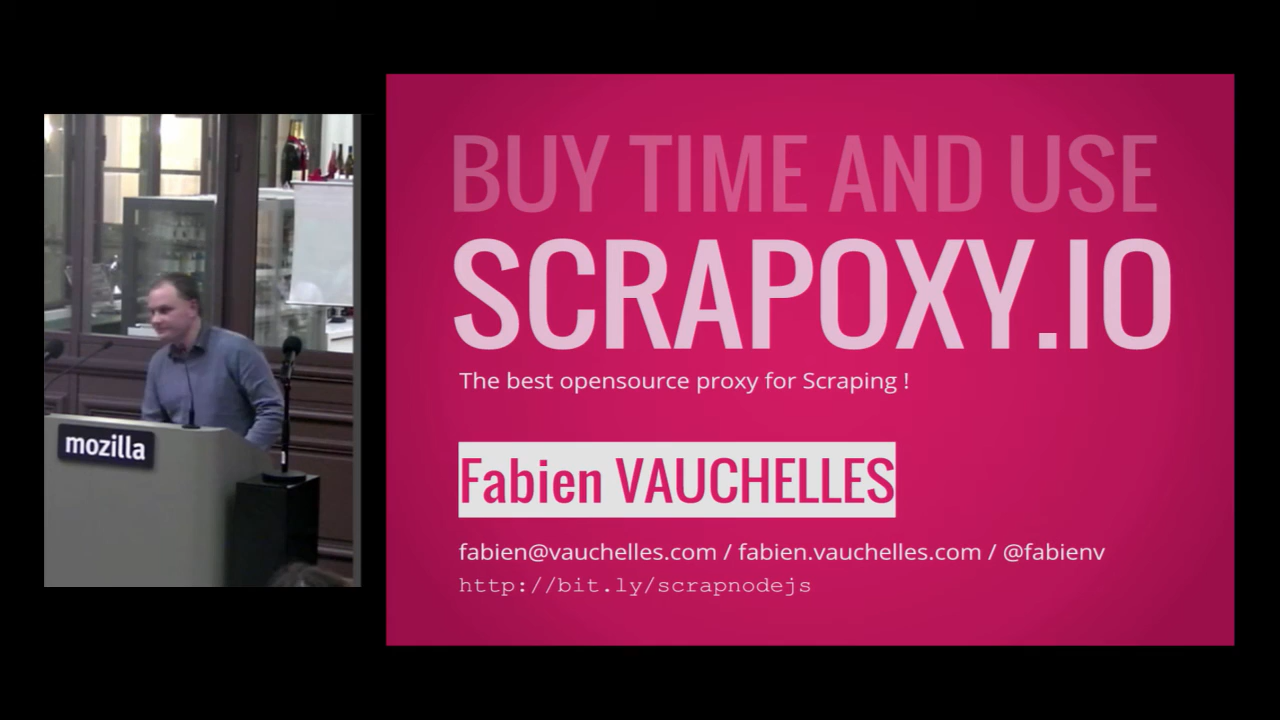 BUY TIME AND USE
SCRAPOXY.IO
The best opensource proxy for Scraping !
Fabien VAUCHELLES
fabien@vauchelles.com / fabien.vauchelles.com / @fabienv
http://bit.ly/scrapnodejs
mozilla